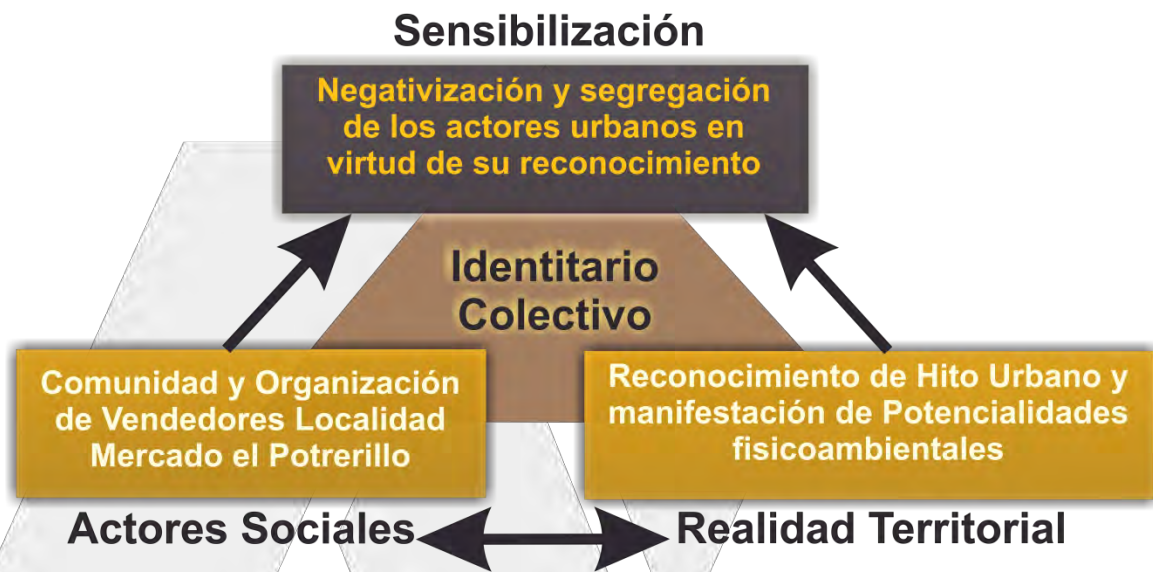 Sensibilización
Negativización y segregación
de los actores urbanos en
virtud de su reconocimiento
Identitario
Colectivo
Comunidad y Organización
de Vendedores Localidad
Mercado el Potrerillo
Reconocimiento de Hito Urbano y
manifestación de Potencialidades
fisicoambientales
Actores Sociales
Realidad Territorial